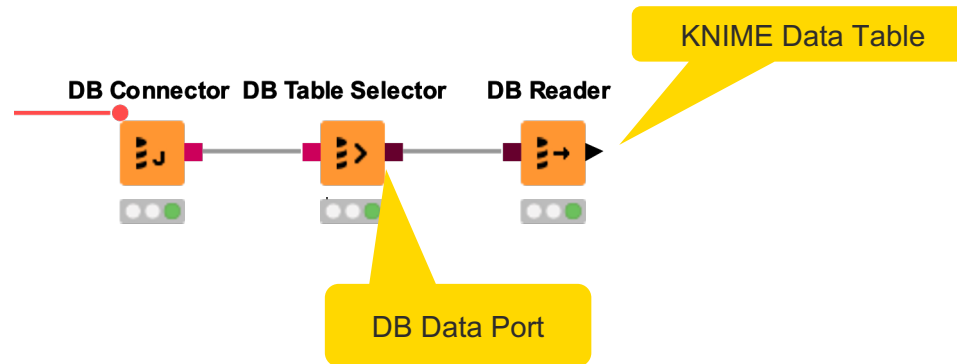 KNIME Data Table
DB Connector
DB Table Selector
DB Reader
J
DB Data Port